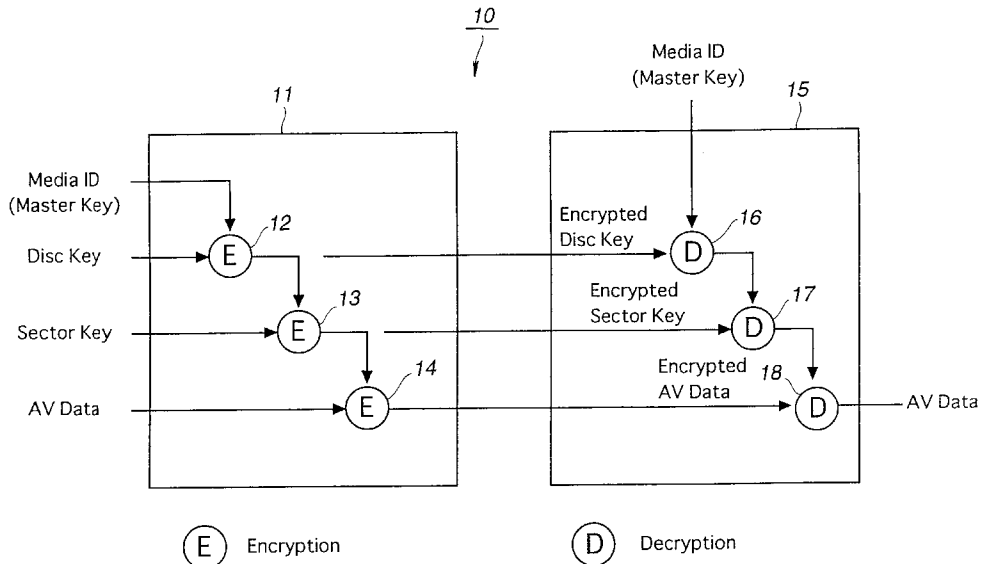 10
Media ID
(Master Key)
11
15
Media ID
(Master Key)
12
Encrypted
Disc Key
16
Disc Key
E
D
13
Encrypted
Sector Key
17
Sector Key
E
D
14
Encrypted
AV Data
18
AV Data
E
D
AV Data
E Encryption
D Decryption